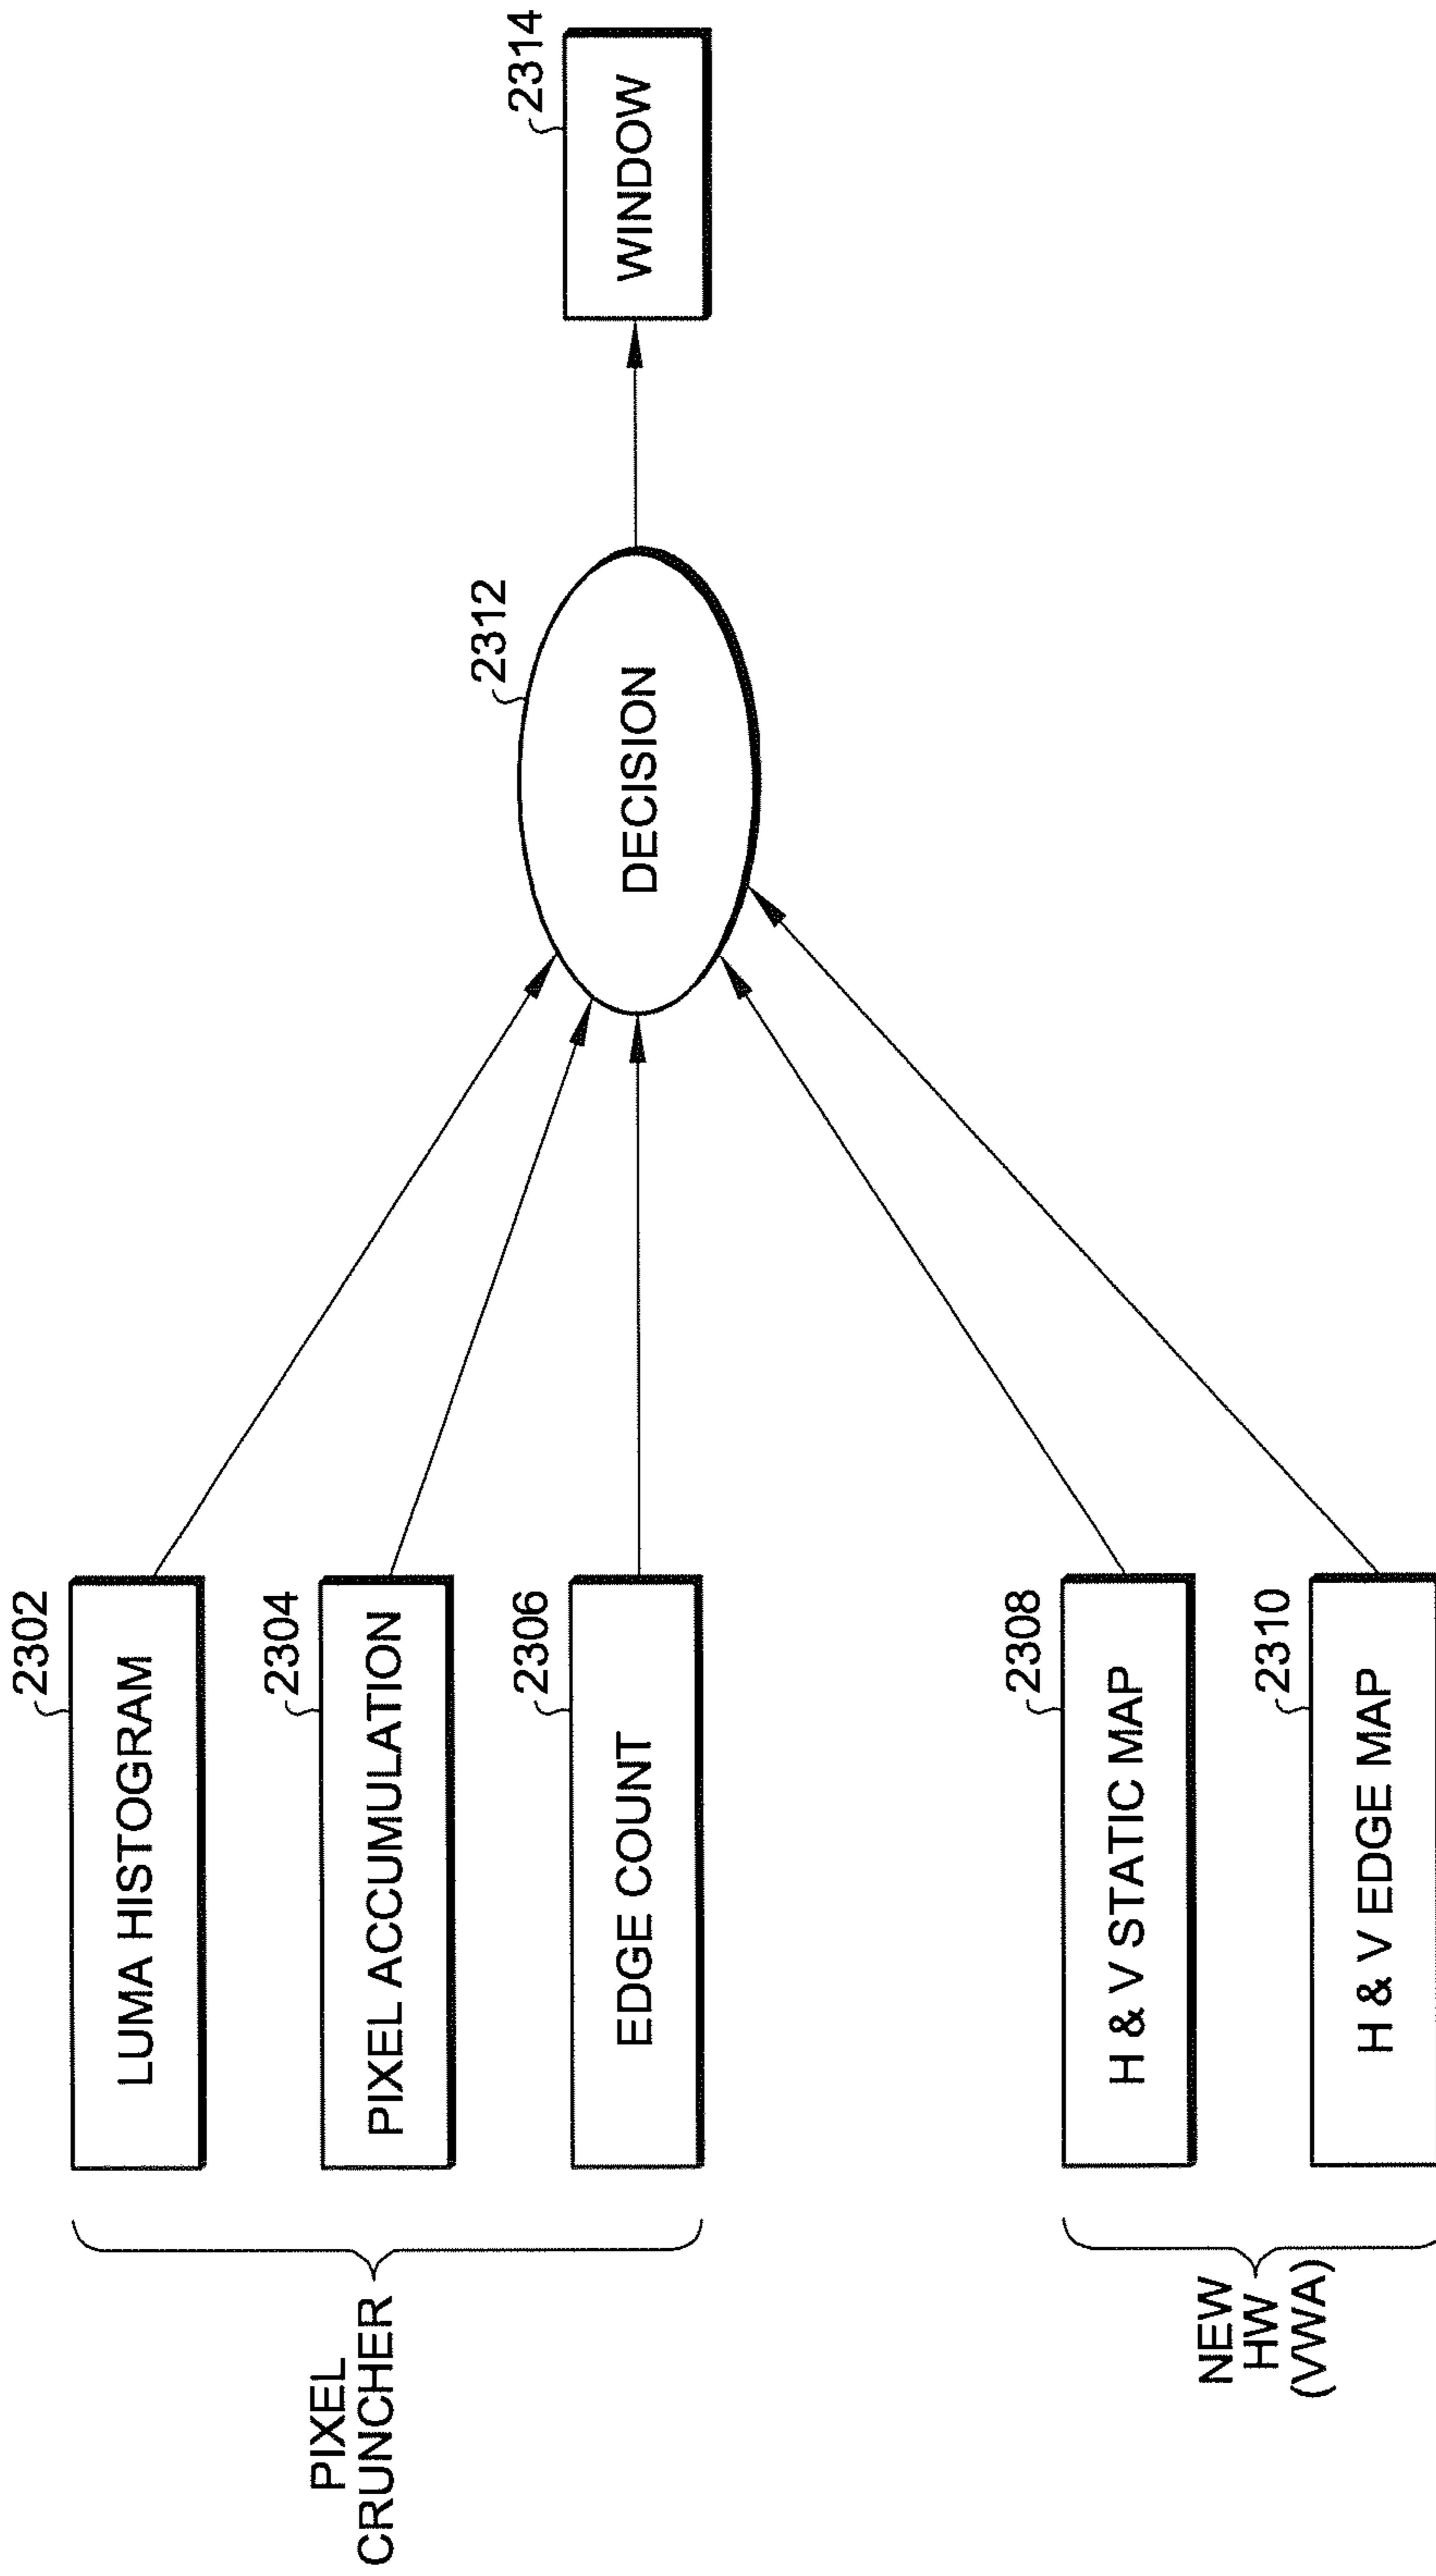 PIXEL
CRUNCHER
2302
LUMA HISTOGRAM
2304
PIXEL ACCUMULATION
2306
EDGE COUNT
NEW
HW
(VWA)
2308
H & V STATIC MAP
2310
H & V EDGE MAP
2312
DECISION
2314
WINDOW